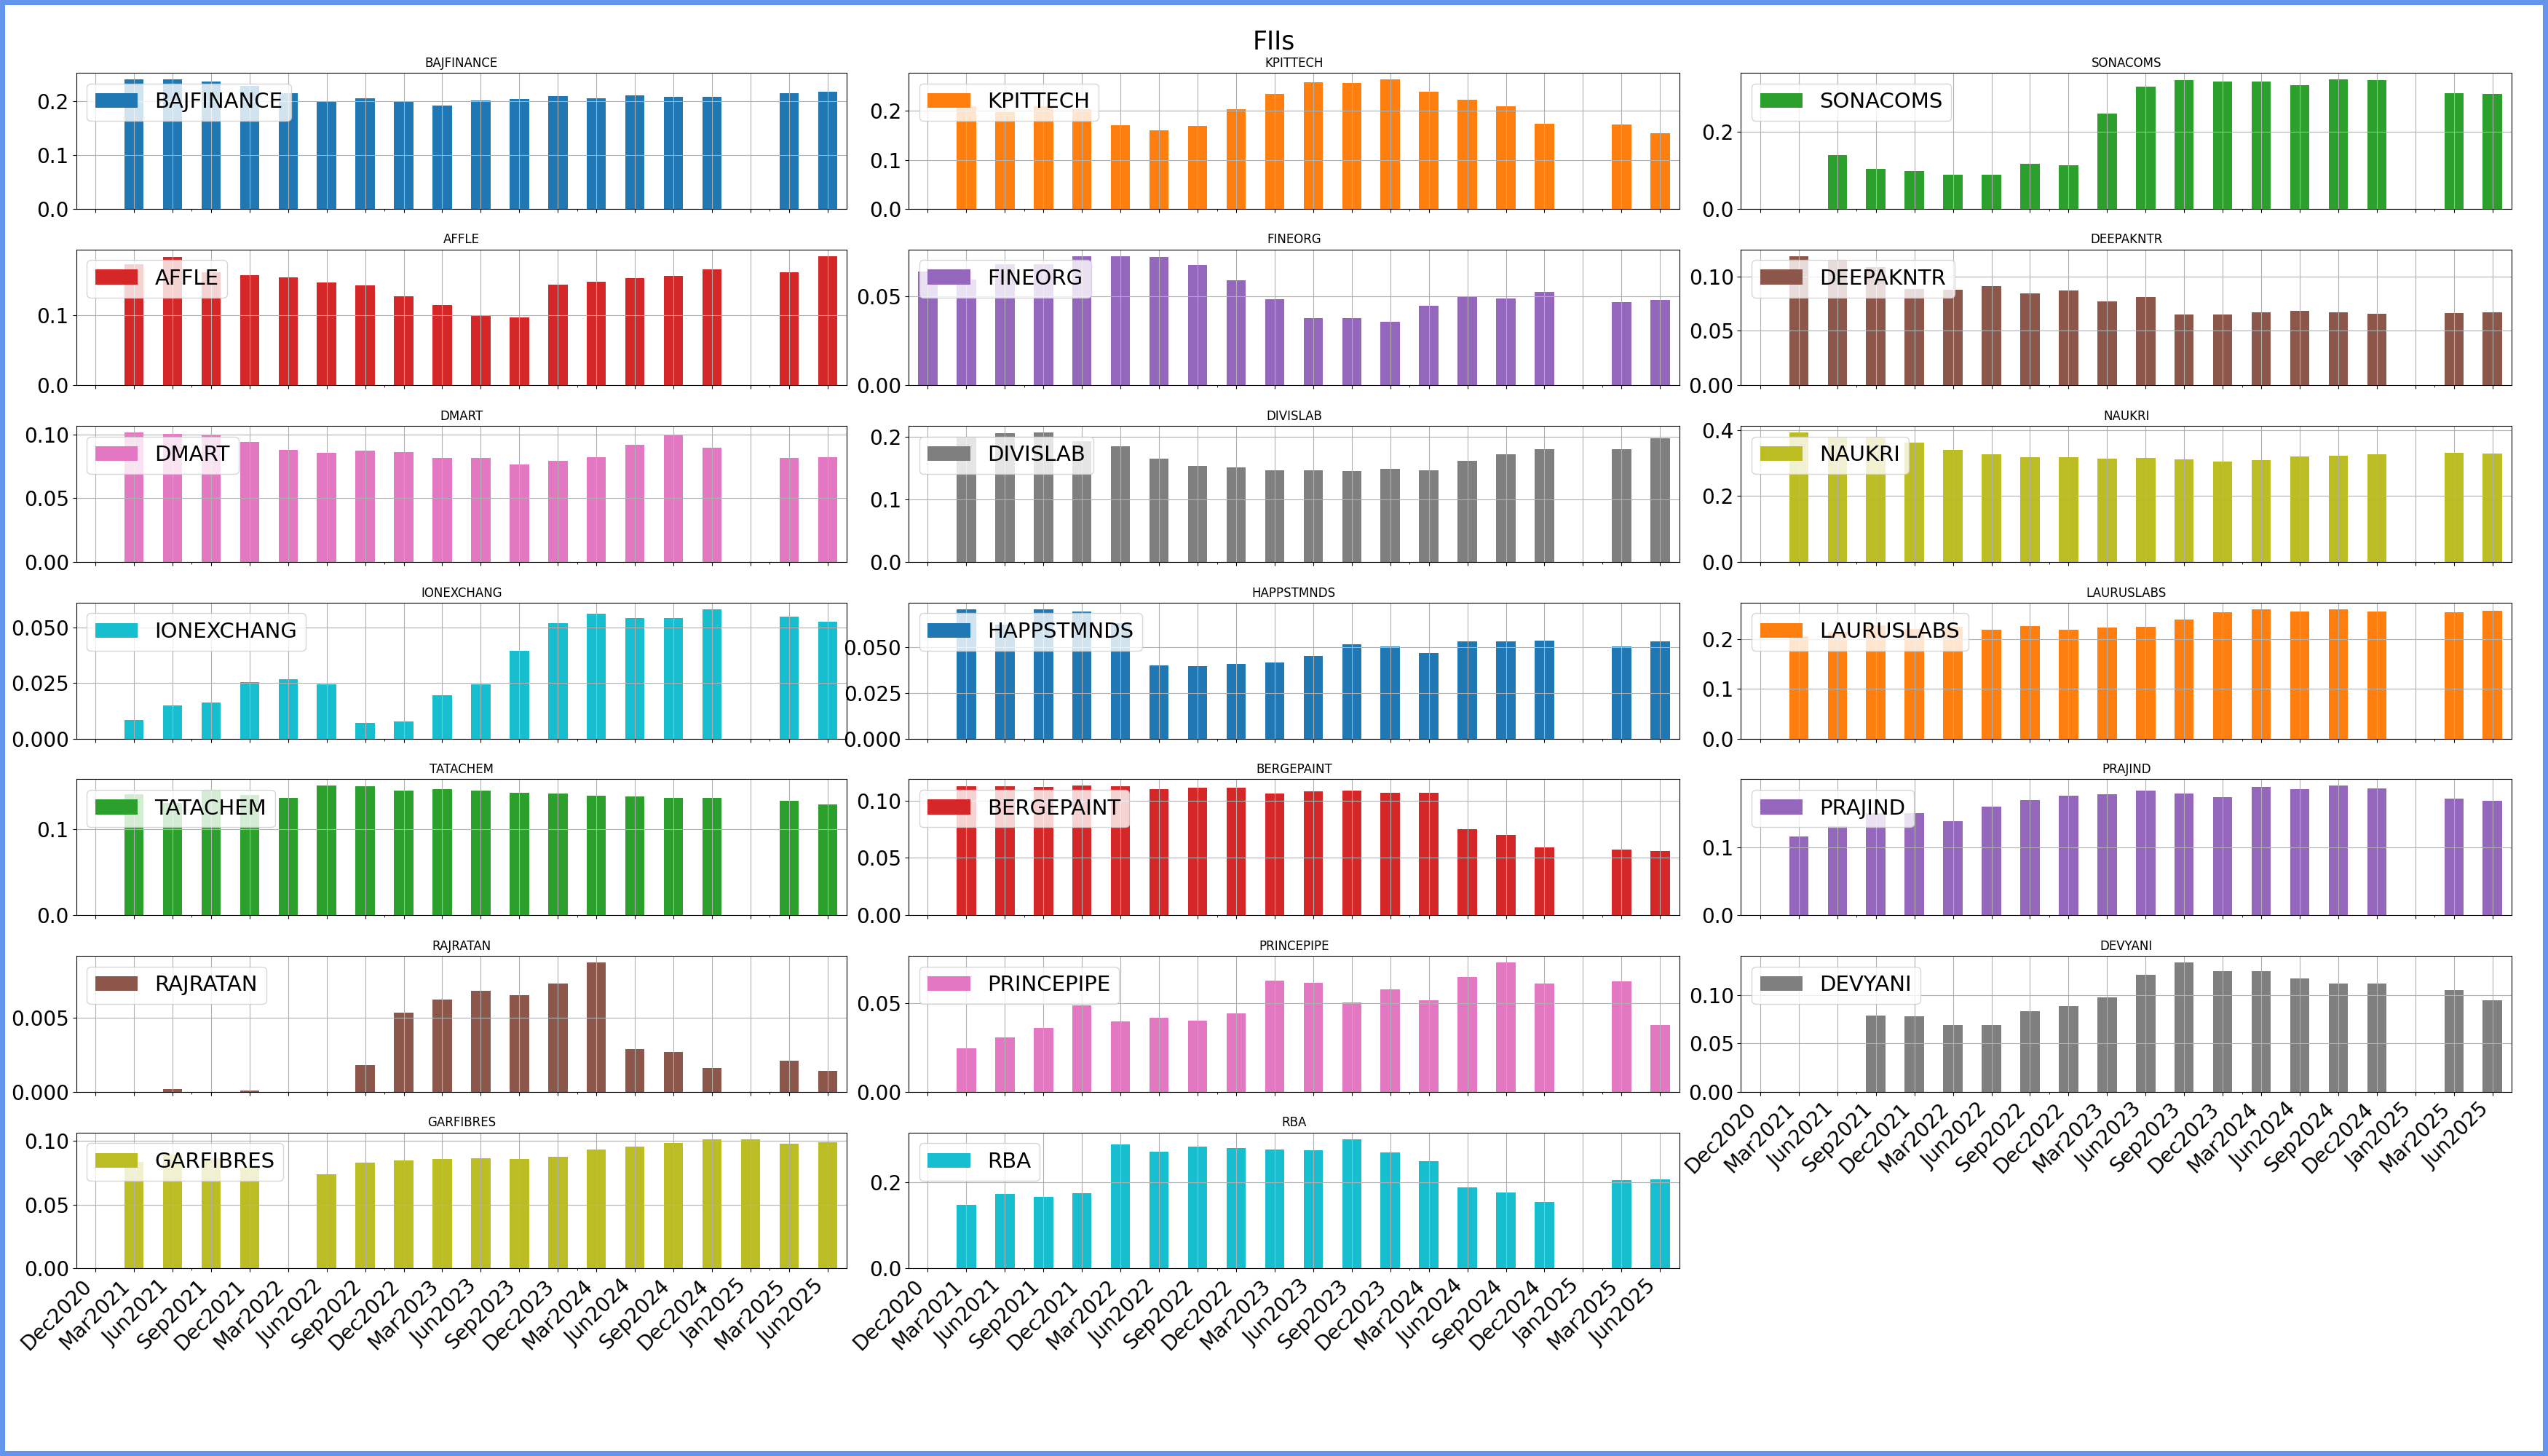 FIIs
BAJFINANCE
0.2
0.1
0.0
BAJFINANCE
KPITTECH
0.2
0.1
0.0
KPITTECH
SONACOMS
0.2
0.0
SONACOMS
AFFLE
0.1
0.0
AFFLE
FINEORG
0.05
0.00
FINEORG
DEEPAKNTR
0.10
0.05
0.00
DEEPAKNTR
DMART
0.10
0.05
0.00
DMART
DIVISLAB
0.2
0.1
0.0
DIVISLAB
NAUKRI
0.4
0.2
0.0
NAUKRI
IONEXCHANG
0.050
0.025
0.000
IONEXCHANG
HAPPSTMNDS
0.050
0.025
0.000
HAPPSTMNDS
LAURUSLABS
0.2
0.1
0.0
LAURUSLABS
TATACHEM
0.1
0.0
TATACHEM
BERGEPAINT
0.10
0.05
0.00
BERGEPAINT
PRAJIND
0.1
0.0
PRAJIND
RAJRATAN
0.005
0.000
RAJRATAN
PRINCEPIPE
0.05
0.00
PRINCEPIPE
DEVYANI
0.10
0.05
0.00
DEVYANI
Dec2020
Mar2021
Jun2021
Sep2021
Dec2021
Mar2022
Jun2022
Sep2022
Dec2022
Mar2023
Jun2023
Sep2023
Dec2023
Mar2024
Jun2024
Sep2024
Dec2024
Jan2025
Mar2025
Jun2025
GARFIBRES
0.10
0.05
0.00
GARFIBRES
Dec2020
Mar2021
Jun2021
Sep2021
Dec2021
Mar2022
Jun2022
Sep2022
Dec2022
Mar2023
Jun2023
Sep2023
Dec2023
Mar2024
Jun2024
Sep2024
Dec2024
Jan2025
Mar2025
Jun2025
RBA
0.2
0.0
RBA
Dec2020
Mar2021
Jun2021
Sep2021
Dec2021
Mar2022
Jun2022
Sep2022
Dec2022
Mar2023
Jun2023
Sep2023
Dec2023
Mar2024
Jun2024
Sep2024
Dec2024
Jan2025
Mar2025
Jun2025